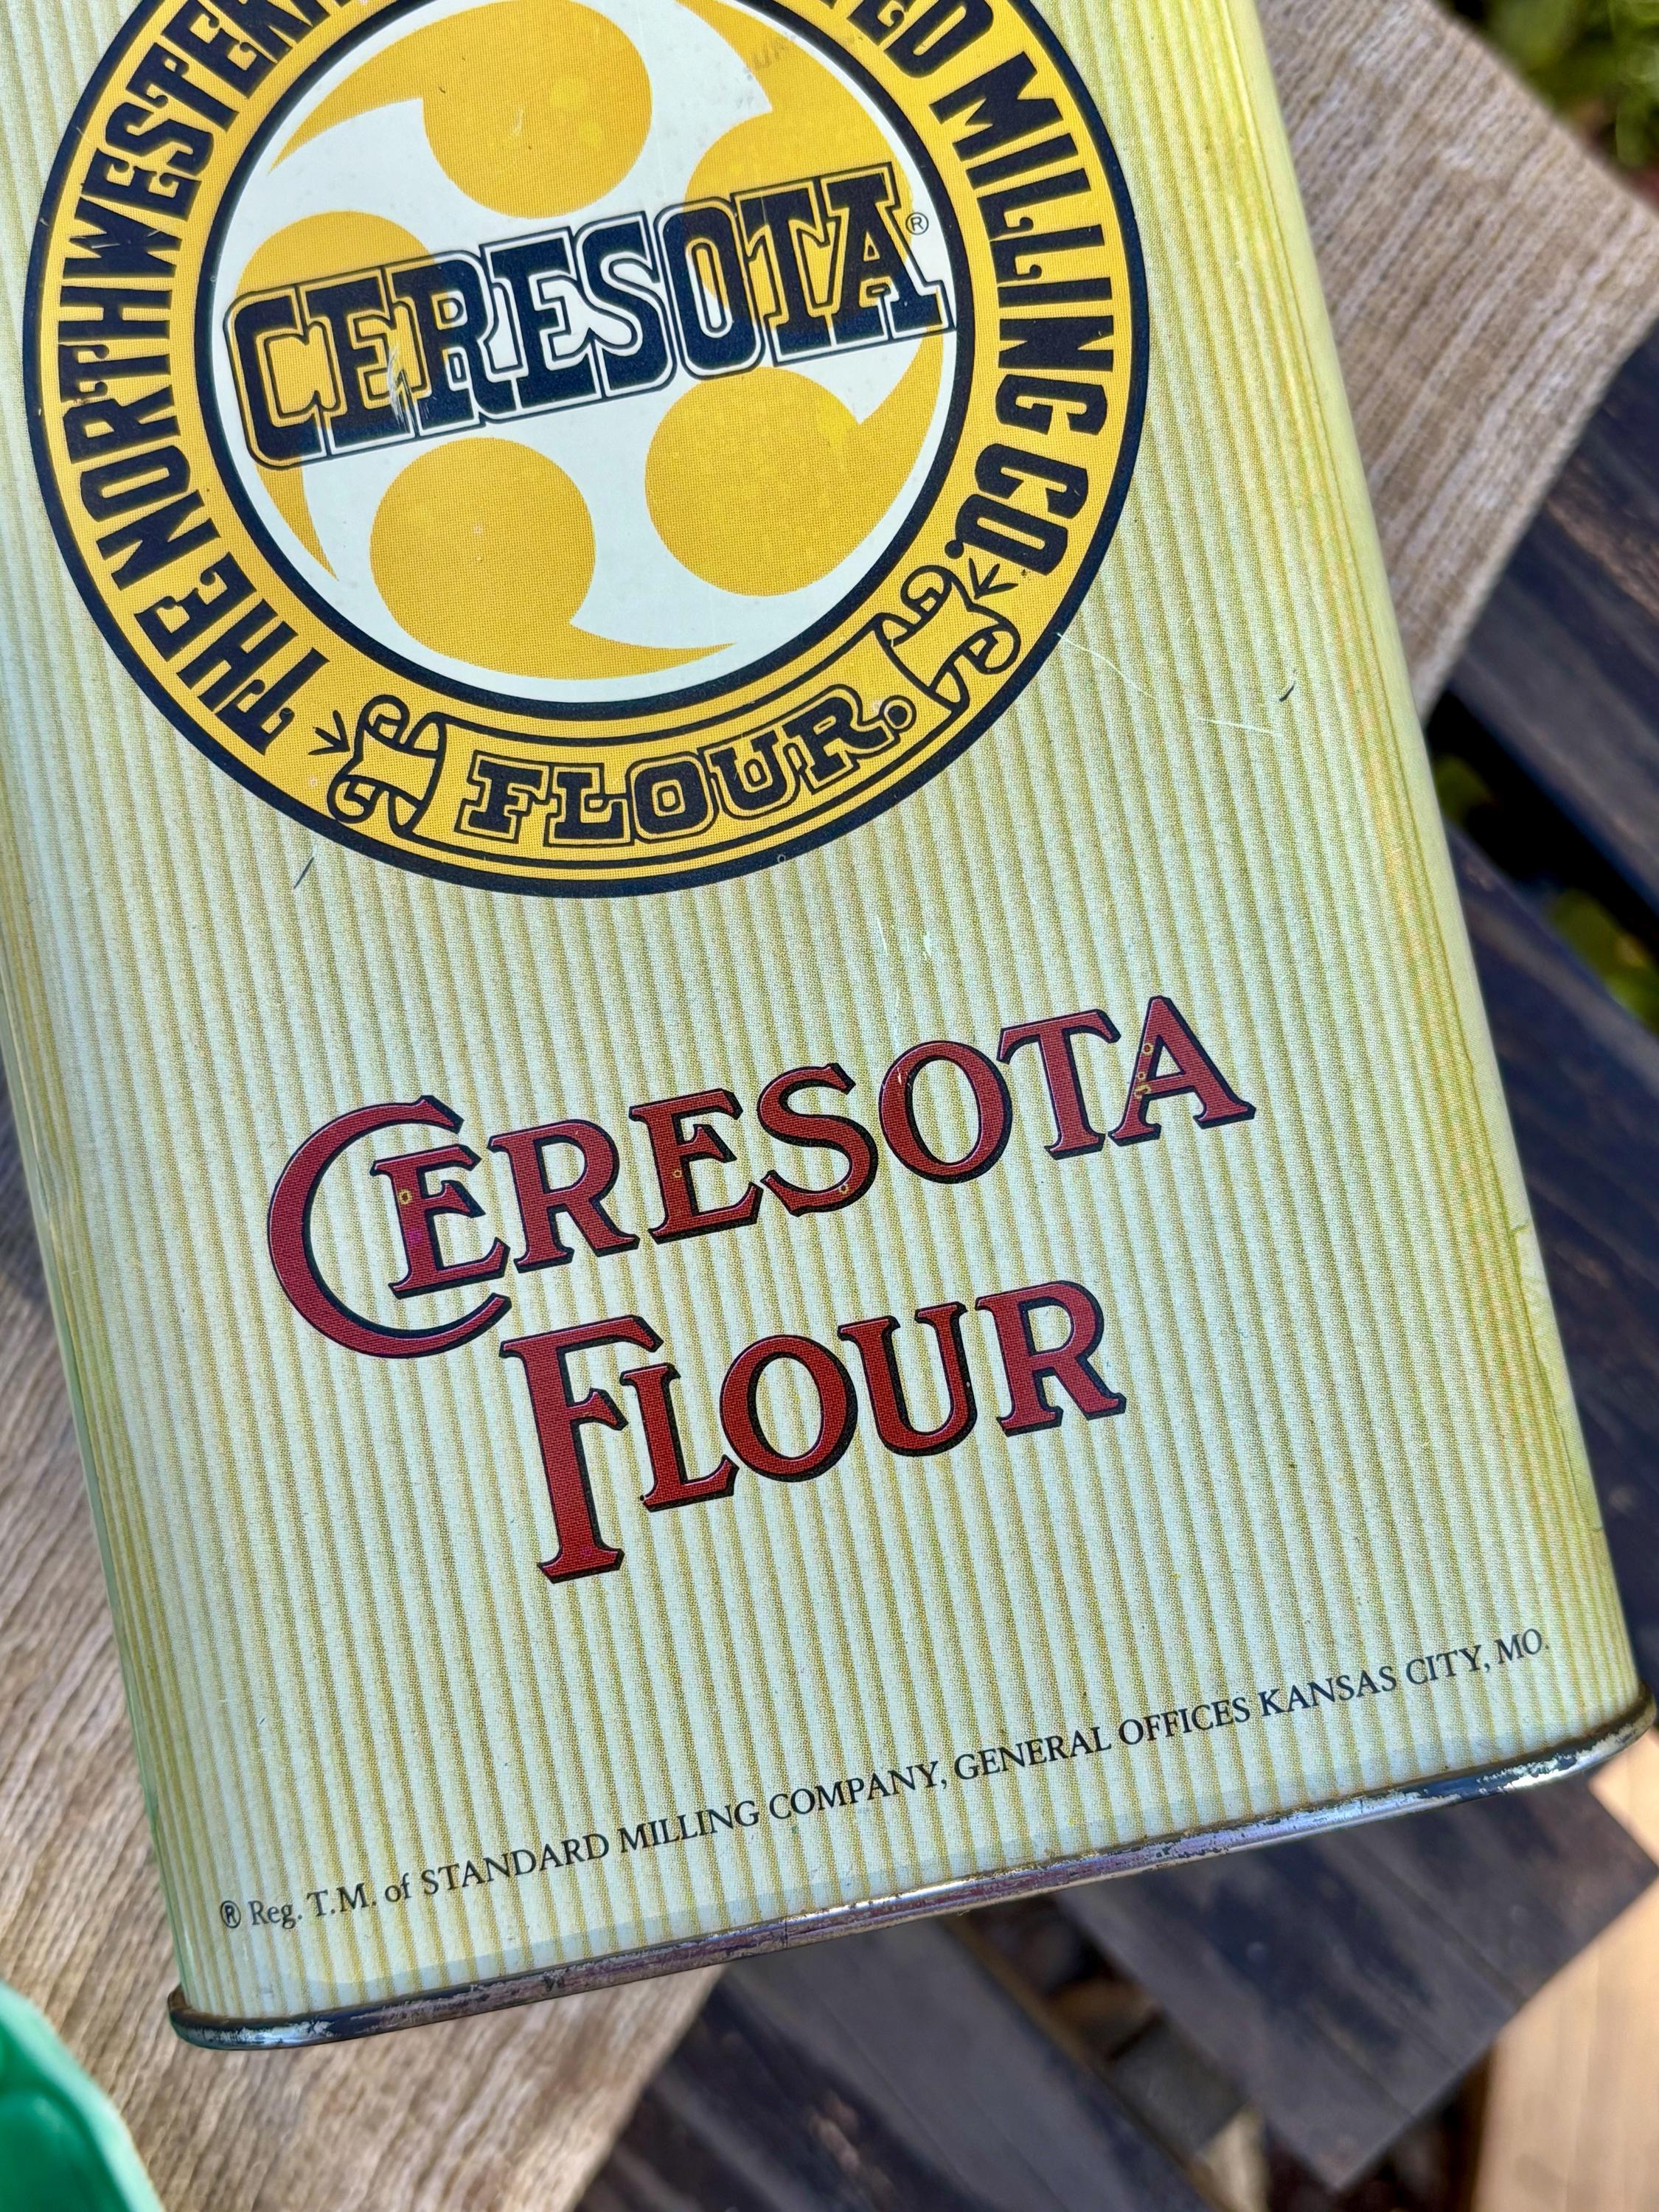 THE NORTHWESTERN
MILLING CO.
CERESOTA®
FLOUR.
CERESOTA
FLOUR
® Reg. T.M. of STANDARD MILLING COMPANY, GENERAL OFFICES KANSAS CITY, MO.